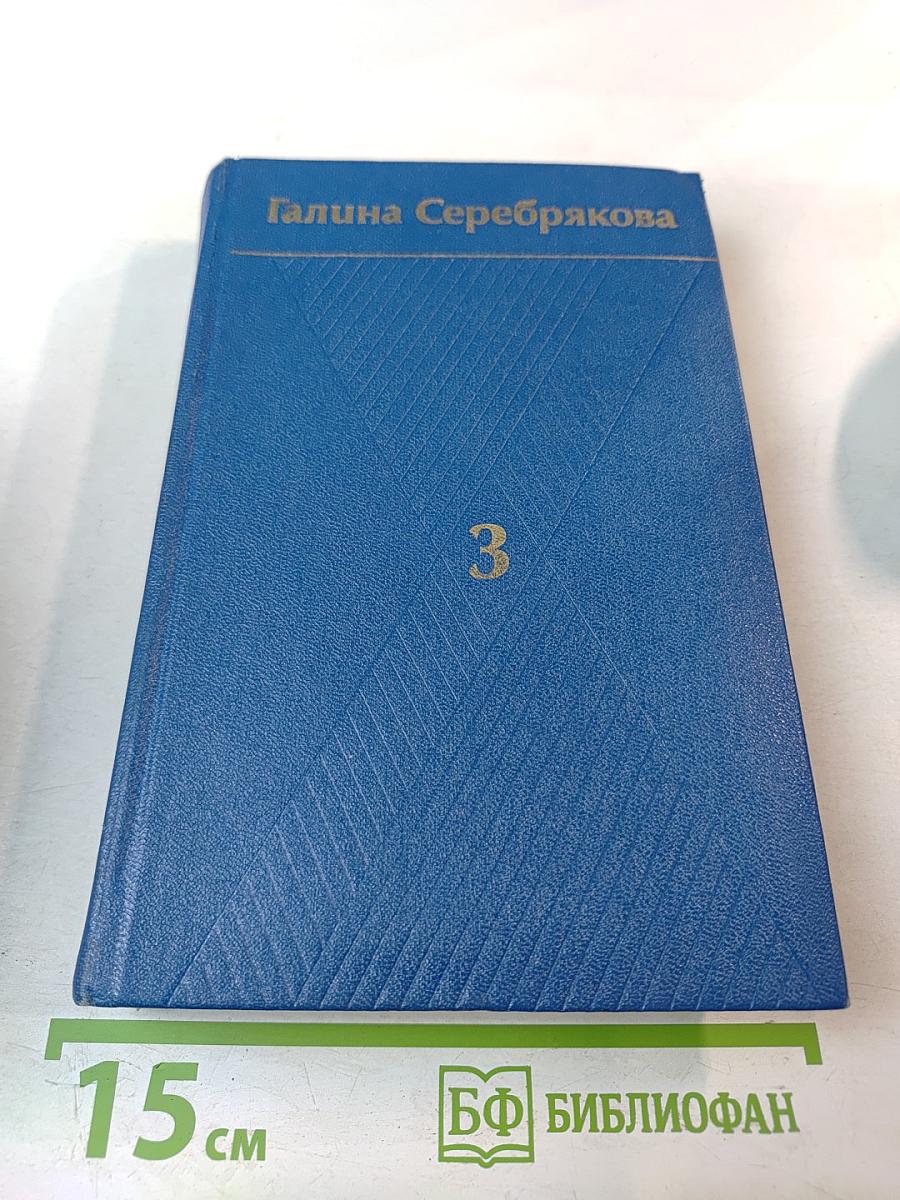 Галина Серебрякова
3
15 см
БФ БИБЛИОФАН